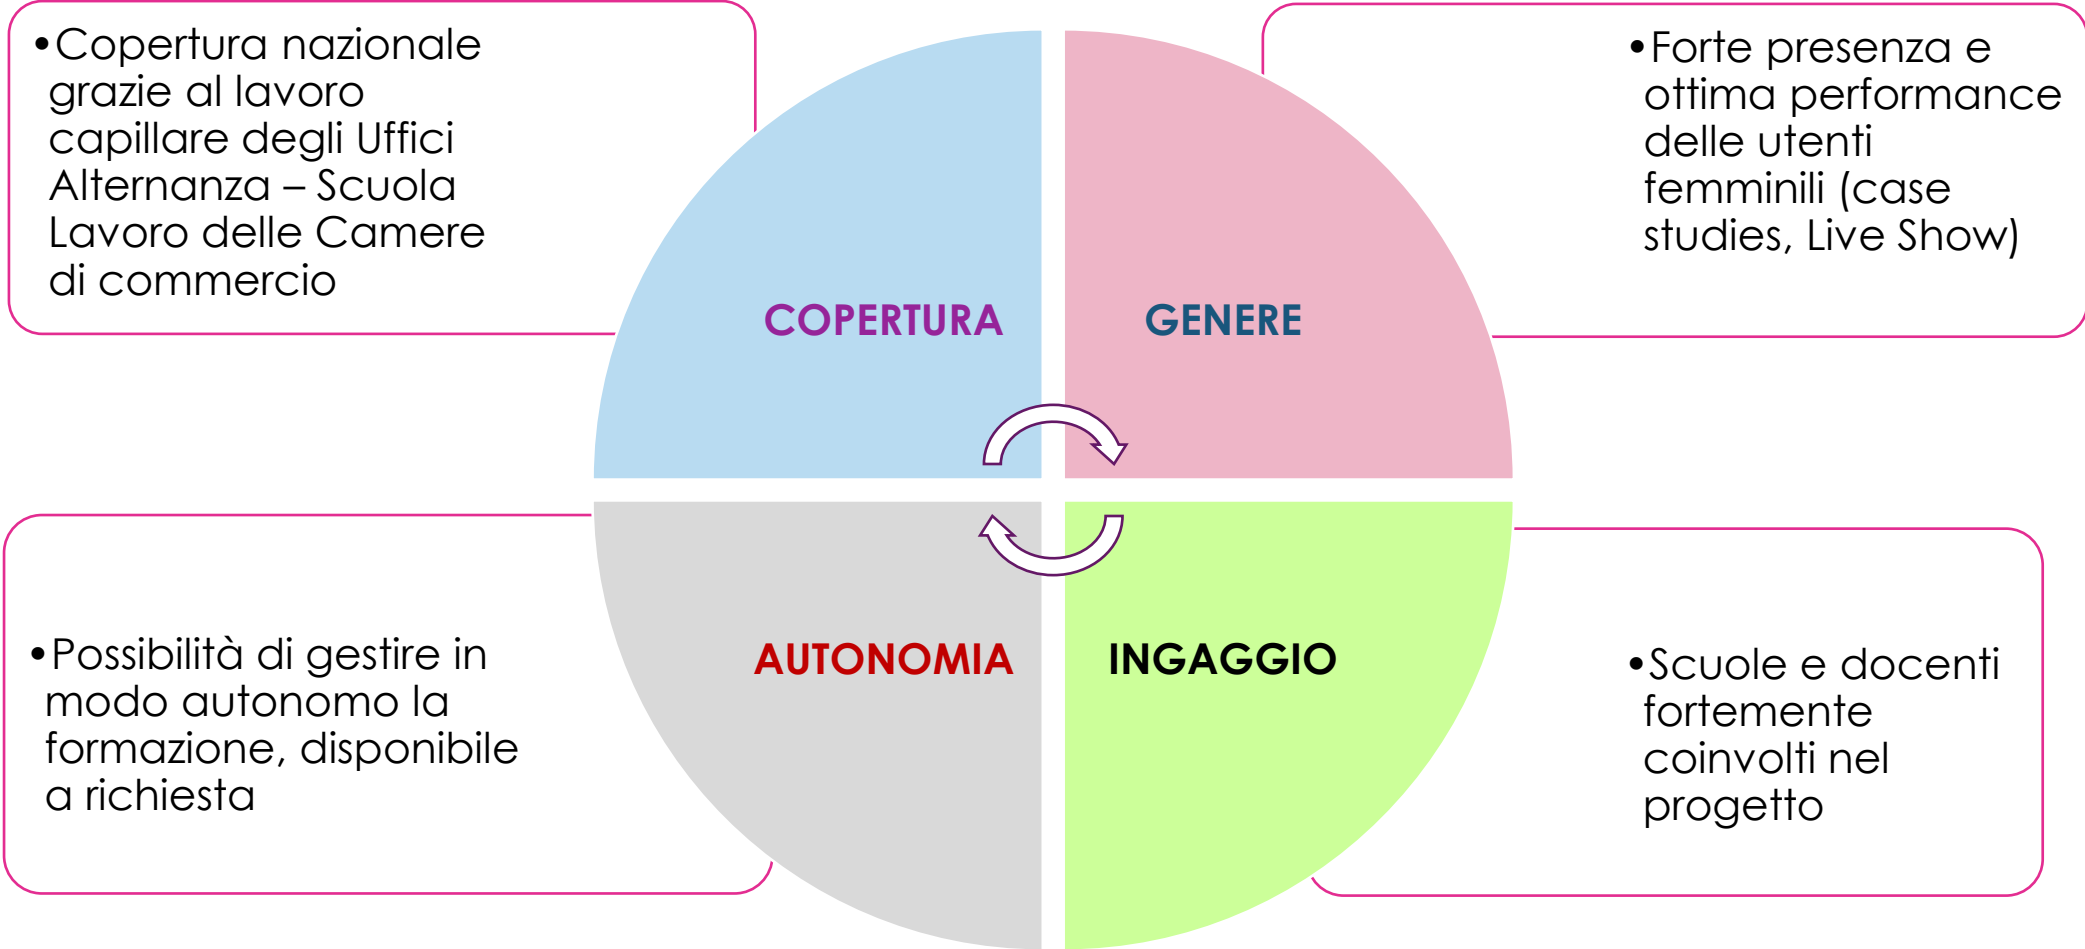 •Copertura nazionale
grazie al lavoro
capillare degli Uffici
Alternanza – Scuola
Lavoro delle Camere
di commercio
•Forte presenza e
ottima performance
delle utenti
femminili (case
studies, Live Show)
COPERTURA
GENERE
AUTONOMIA
INGAGGIO
•Possibilità di gestire in
modo autonomo la
formazione, disponibile
a richiesta
•Scuole e docenti
fortemente
coinvolti nel
progetto